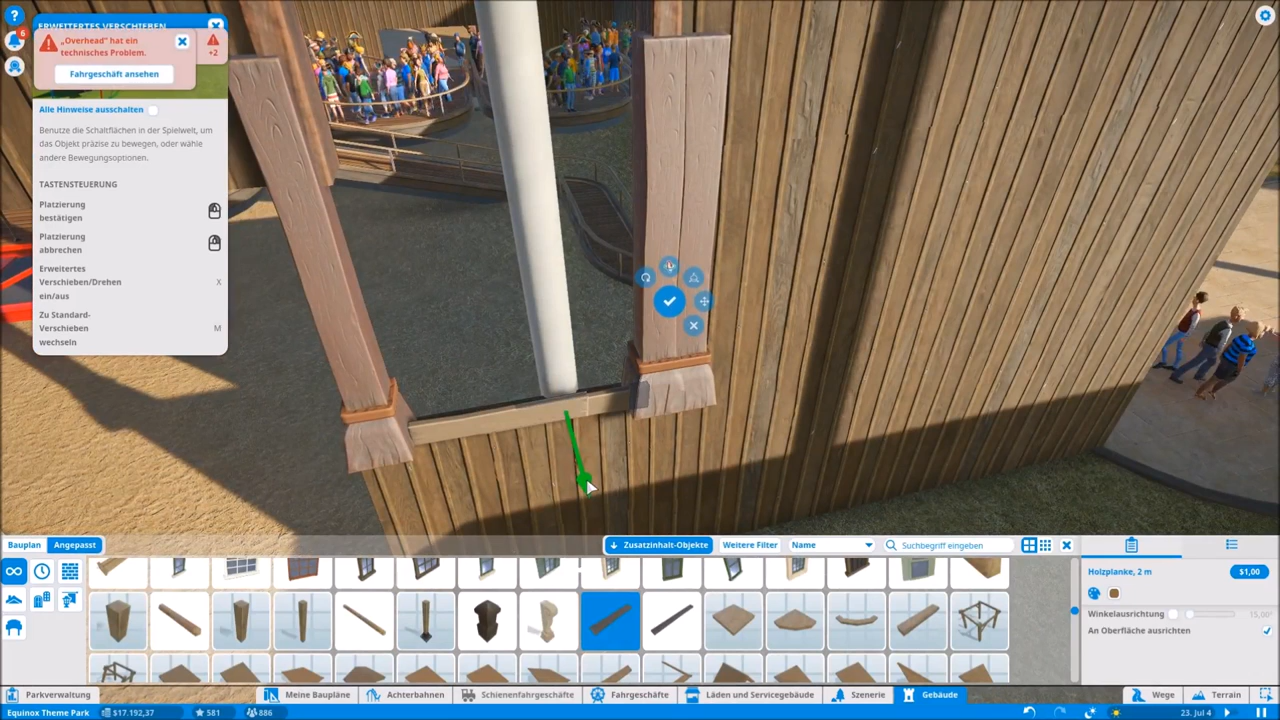 ERWEITERTES VERSCHIEBEN
6
„Overhead" hat ein
technisches Problem.
+2
Fahrgeschäft ansehen
Alle Hinweise ausschalten
Benutze die Schaltflächen in der Spielwelt, um
das Objekt präzise zu bewegen, oder wähle
andere Bewegungsoptionen.
TASTENSTEUERUNG
Platzierung
bestätigen
Platzierung
abbrechen
Erweitertes
Verschieben/Drehen
ein/aus
X
Zu Standard-
Verschieben
wechseln
M
Bauplan
Angepasst
Zusatzinhalt-Objekte
Weitere Filter
Name
Suchbegriff eingeben
Holzplanke, 2 m
$1,00
Winkelausrichtung
15,00°
An Oberfläche ausrichten
Parkverwaltung
Meine Baupläne
Achterbahnen
Schienenfahrgeschäfte
Fahrgeschäfte
Läden und Servicegebäude
Szenerie
Gebäude
Wege
Terrain
Equinox Theme Park
$17.192,37
581
886
23. Jul 4